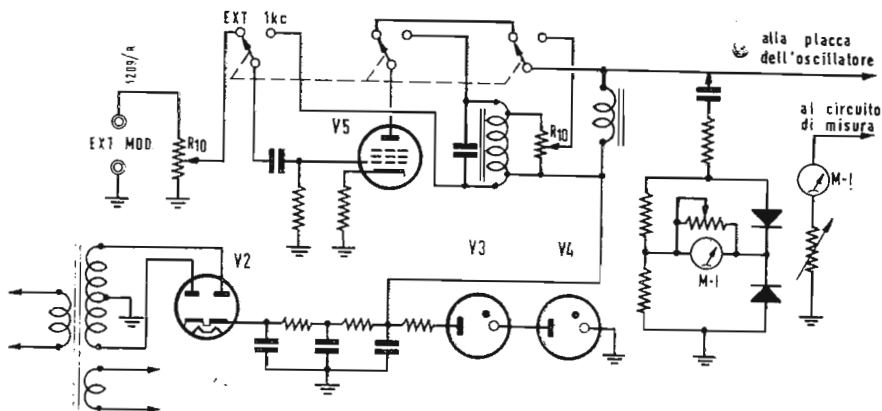 EXT 1kc
alla placca
dell'oscillatore
1209/A
al circuito
di misura
V5
R10
R10
EXT MOD
M-I
V2
V3
V4
M-I